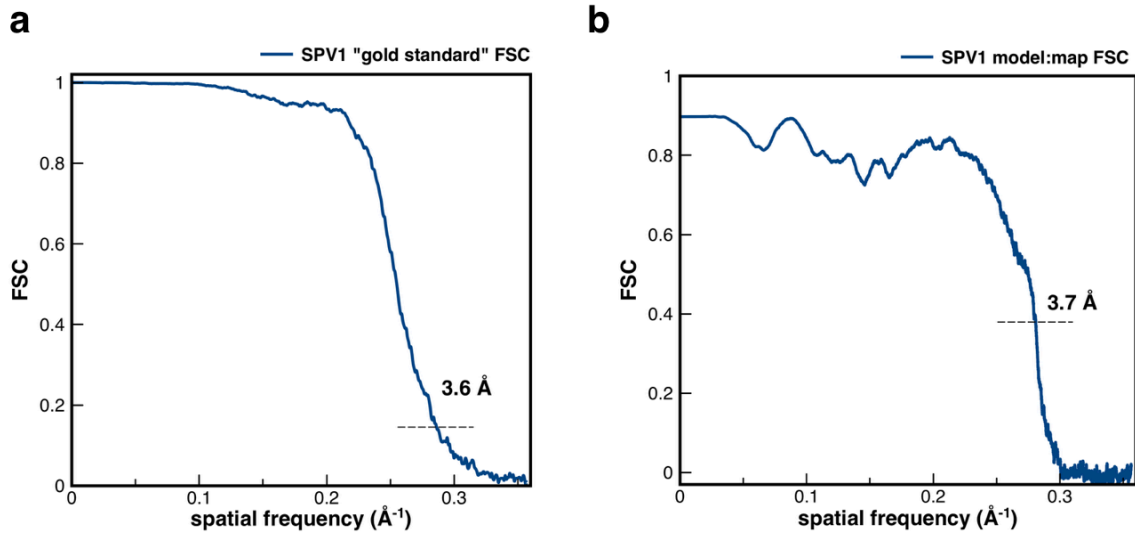 a
SPV1 "gold standard" FSC
1
0.8
0.6
0.4
0.2
0
FSC
3.6 Å
0
0.1
0.2
0.3
spatial frequency (Å⁻¹)
b
SPV1 model:map FSC
1
0.8
0.6
0.4
0.2
0
FSC
3.7 Å
0
0.1
0.2
0.3
spatial frequency (Å⁻¹)